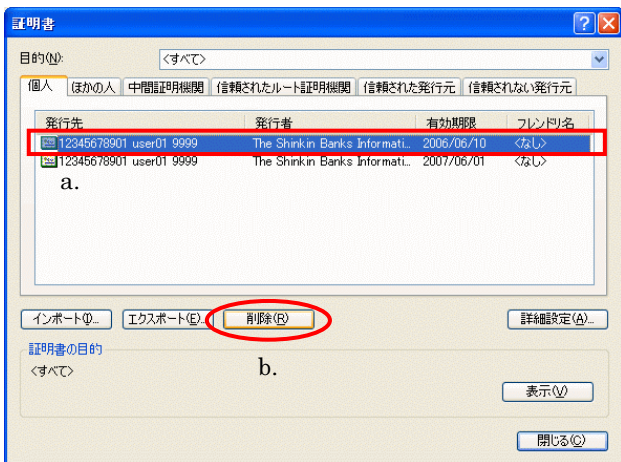 証明書
目的(N): <すべて>
個人 ほかの人 中間証明機関 信頼されたルート証明機関 信頼された発行元 信頼されない発行元
発行先 発行者 有効期限 フレンドリ名
12345678901 user01 9999 The Shinkin Banks Informati... 2006/06/10 <なし>
12345678901 user01 9999 The Shinkin Banks Informati... 2007/06/01 <なし>
a.
インポート(I)... エクスポート(E)... 削除(R) 詳細設定(A)...
証明書の目的
<すべて>
b.
表示(V)
閉じる(C)